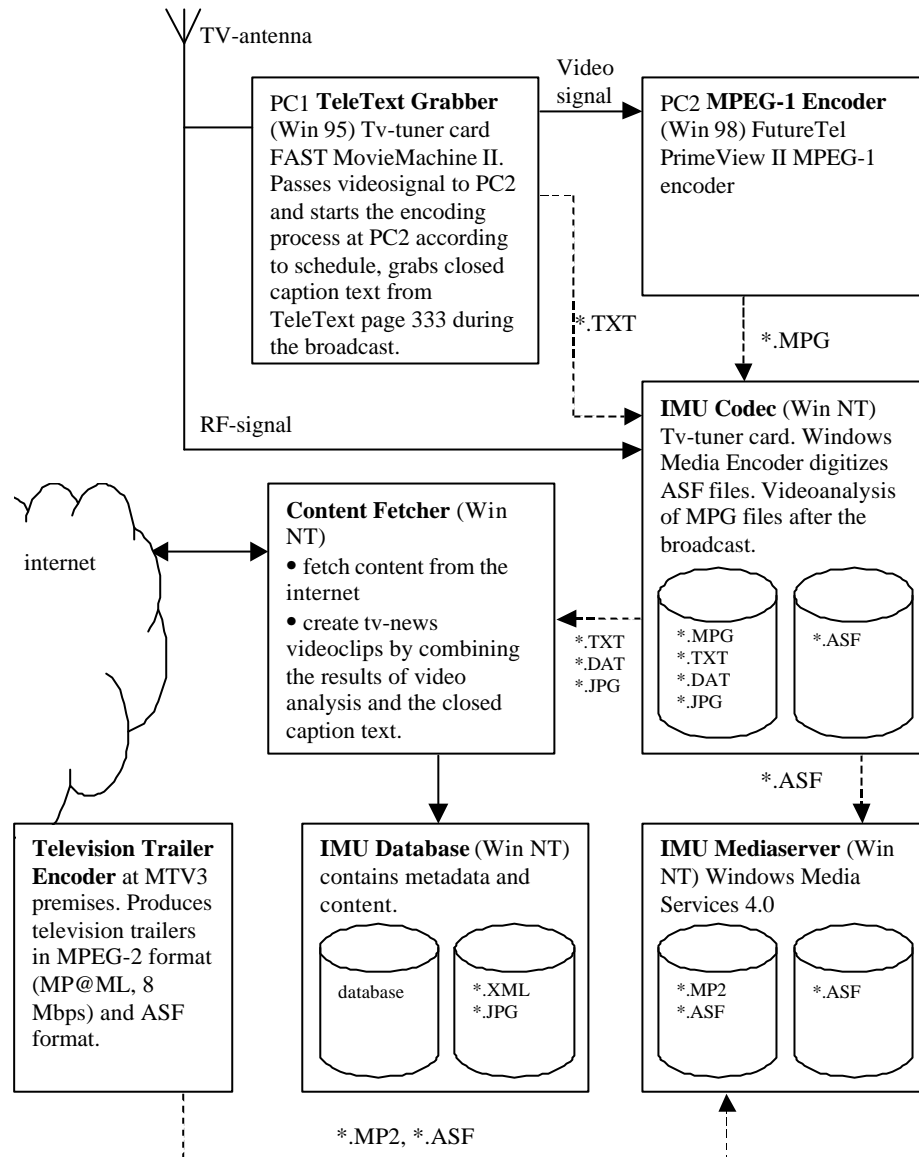 TV-antenna
PC1 TeleText Grabber
(Win 95) Tv-tuner card
FAST MovieMachine II.
Passes videosignal to PC2
and starts the encoding
process at PC2 according
to schedule, grabs closed
caption text from
TeleText page 333 during
the broadcast.
Video
signal
PC2 MPEG-1 Encoder
(Win 98) FutureTel
PrimeView II MPEG-1
encoder
*.TXT
*.MPG
RF-signal
IMU Codec (Win NT)
Tv-tuner card. Windows
Media Encoder digitizes
ASF files. Videoanalysis
of MPG files after the
broadcast.
*.MPG
*.TXT
*.DAT
*.JPG
*.ASF
internet
Content Fetcher (Win
NT)
• fetch content from the
internet
• create tv-news
videoclips by combining
the results of video
analysis and the closed
caption text.
*.TXT
*.DAT
*.JPG
*.ASF
Television Trailer
Encoder at MTV3
premises. Produces
television trailers
in MPEG-2 format
(MP@ML, 8
Mbps) and ASF
format.
IMU Database (Win NT)
contains metadata and
content.
database
*.XML
*.JPG
IMU Mediaserver (Win
NT) Windows Media
Services 4.0
*.MP2
*.ASF
*.ASF
*.MP2, *.ASF